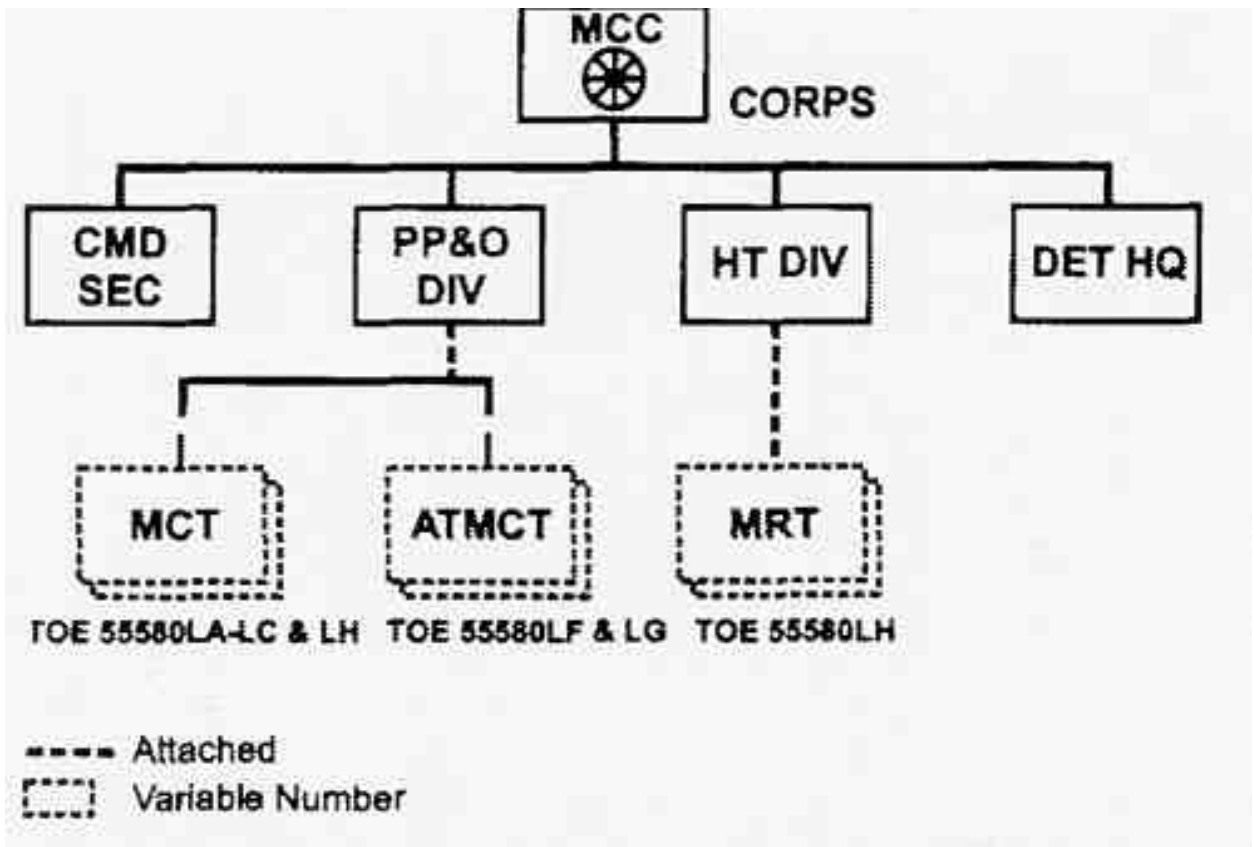 MCC
CORPS
CMD
SEC
PP&O
DIV
HT DIV
DET HQ
MCT
ATMCT
MRT
TOE 55580LA-LC & LH
TOE 55580LF & LG
TOE 55580LH
Attached
Variable Number